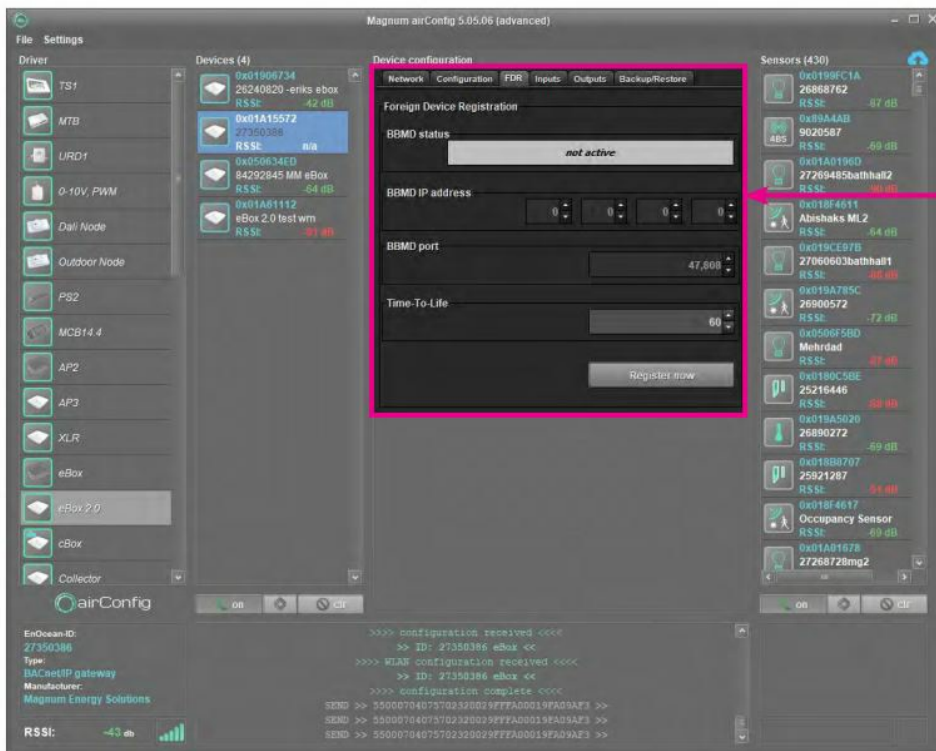 Magnum airConfig 5.05.06 (advanced)
File Settings
Driver
TS1
MTB
URD1
0-10V, PWM
Dali Node
Outdoor Node
PS2
MCB14.4
AP2
AP3
XLR
eBox
eBox 2.0
cBox
Collector
airConfig
Devices (4)
0x01906734
26240820 -eriks ebox
RSSI: -42 dB
0x01A15572
27350386
RSSI: n/a
0x050634ED
84292845 MM eBox
RSSI: -64 dB
0x01A61112
eBox 2.0 test wrn
RSSI: -91 dB
on clr
Device configuration
Network Configuration FDR Inputs Outputs Backup/Restore
Foreign Device Registration
BBMD status
not active
BBMD IP address
0 0 0 0
BBMD port
47,808
Time-To-Life
60
Register now
Sensors (430)
0x0199FC1A
26868762
RSSI: -87 dB
ABS
0x89A4AB
9020587
RSSI: -69 dB
0x01A0196D
27269485bathhall2
RSSI: -90 dB
0x018F4611
Abishaks ML2
RSSI: -64 dB
0x019CE97B
27060603bathhall1
RSSI: -88 dB
0x019A785C
26900572
RSSI: -72 dB
0x0506F5BD
Mehrdad
RSSI: -87 dB
0x0180C5BE
25216446
RSSI: dB
0x019A5020
26890272
RSSI: -69 dB
0x018B8707
25921287
RSSI: dB
0x018F4617
Occupancy Sensor
RSSI: -69 dB
0x01A01678
27268728mg2
on clr
EnOcean-ID:
27350386
Type:
BACnet/IP gateway
Manufacturer:
Magnum Energy Solutions
RSSI: -43 db
>>>> configuration received <<<<
>> ID: 27350386 eBox <<
>>>> WLAN configuration received <<<<
>> ID: 27350386 eBox <<
>>>> configuration complete <<<<
SEND >> 55000704075702320029FFFA00019FA09AF3 >>
SEND >> 55000704075702320029FFFA00019FA09AF3 >>
SEND >> 55000704075702320029FFFA00019FA09AF3 >>